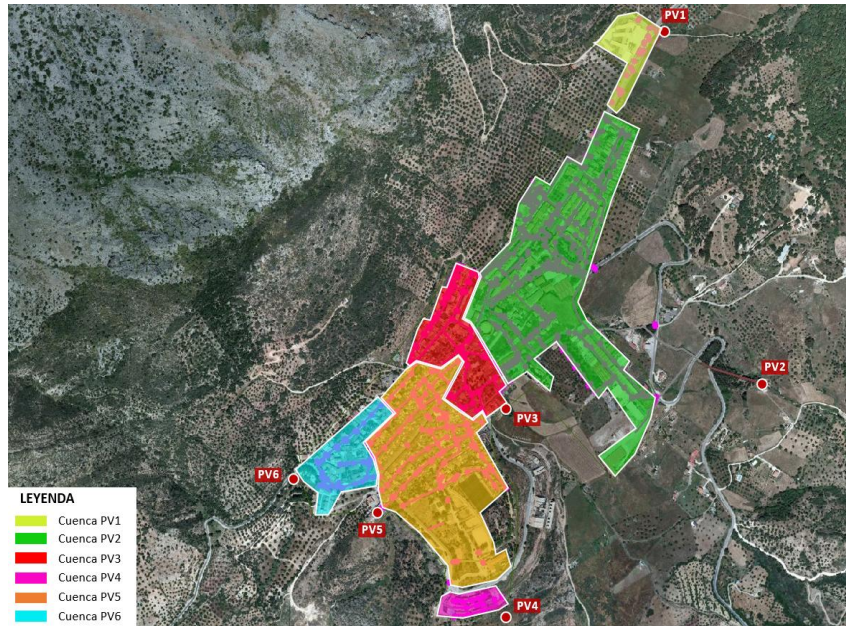 PV1
PV2
PV3
PV6
PV5
PV4
LEYENDA
Cuenca PV1
Cuenca PV2
Cuenca PV3
Cuenca PV4
Cuenca PV5
Cuenca PV6